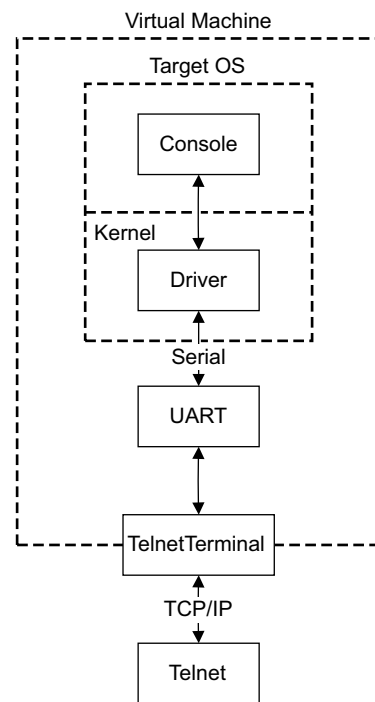 Virtual Machine
Target OS
Console
Kernel
Driver
Serial
UART
TelnetTerminal
TCP/IP
Telnet